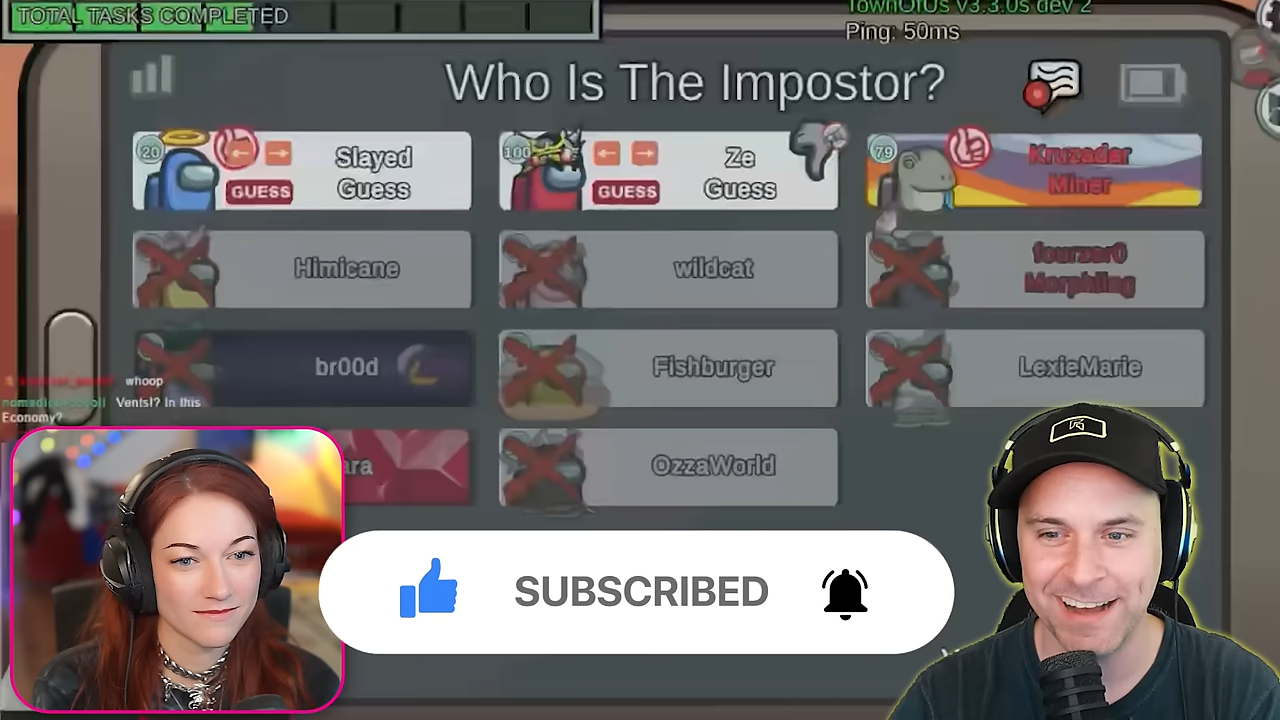 TOTAL TASKS COMPLETED
TownOfUs v3.3.0s dev 2
Ping: 50ms
Who Is The Impostor?
20
GUESS
Slayed
Guess
100
GUESS
Ze
Guess
79
Kruzader
Miner
Himicane
wildcat
fourzer0
Morphling
br00d
Fishburger
LexieMarie
whoop
Vents!? In this
Economy?
ara
OzzaWorld
SUBSCRIBED